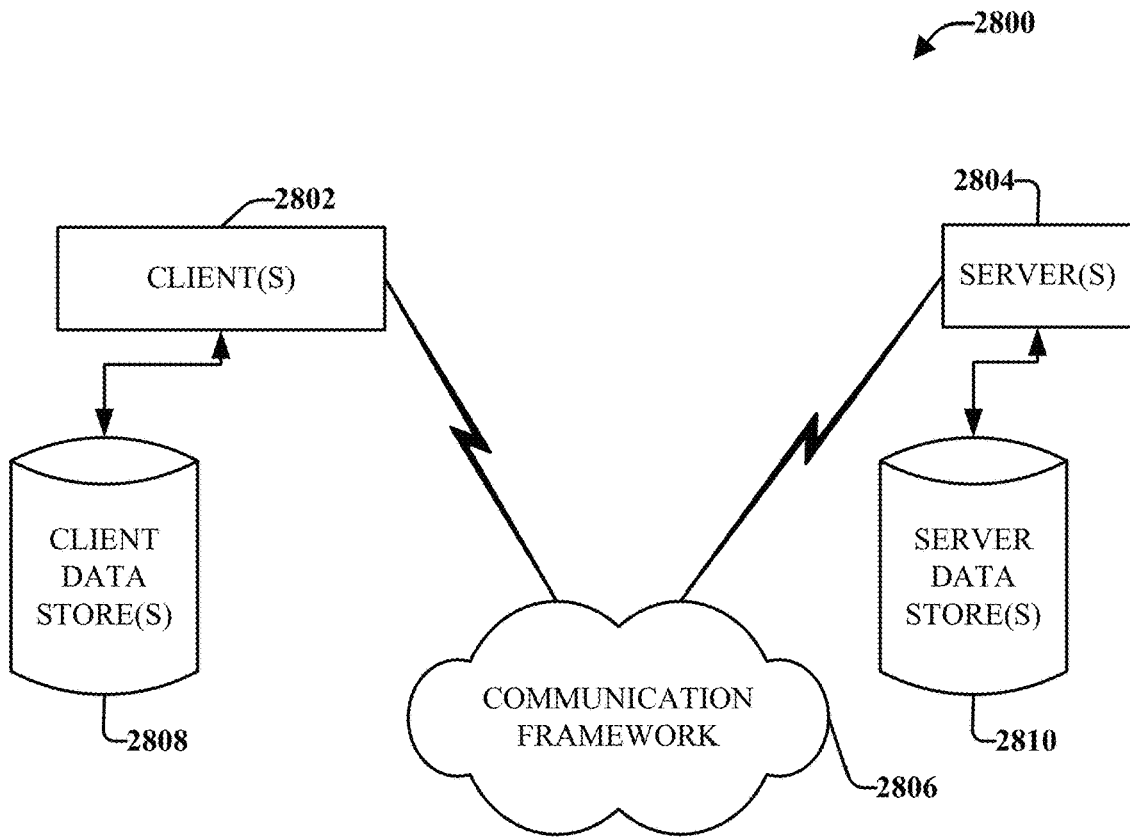 2800
2802
2804
CLIENT(S)
SERVER(S)
CLIENT
DATA
STORE(S)
SERVER
DATA
STORE(S)
COMMUNICATION
FRAMEWORK
2808
2810
2806